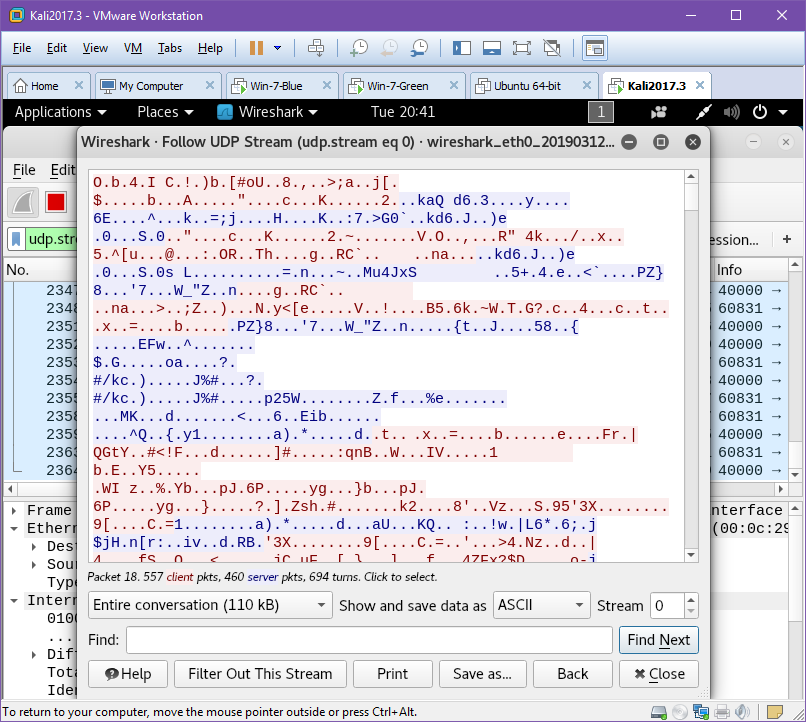 Kali2017.3 - VMware Workstation
File Edit View VM Tabs Help
Home My Computer Win-7-Blue Win-7-Green Ubuntu 64-bit Kali2017.3
Applications Places Wireshark Tue 20:41 1
Wireshark · Follow UDP Stream (udp.stream eq 0) · wireshark_eth0_20190312...
File Edit
udp.stre
ession... +
No. Info
O.b.4.I C.!.)b.[#oU..8.,..>;a..j[.
$.....b...A....."....c...K......2...kaQ d6.3....y....
6E....^...k..=;j....H....K..:7.>G0`..kd6.J..)e
.0...S.0.."....c...K......2.~.......V.O..,...R" 4k.../..x..
5.^[u...@...:.OR..Th....g..RC`.. ..na.....kd6.J..)e
.0...S.0s L..........=.n...~..Mu4JxS ..5+.4.e..<`....PZ}
8...'7...W_"Z..n....g..RC`..
..na...>..;Z..)...N.y<[e.....V..!....B5.6k.~W.T.G?.c..4...c..t..
.x..=....b......PZ}8...'7...W_"Z..n.....{t..J....58..{
.....EFw..^.......
$.G.....oa....?.
#/kc.).....J%#...?.
#/kc.).....J%#.....p25W........Z.f...%e.......
...MK...d.......<...6..Eib......
....^Q..{.y1........a).*.....d..t.. .x..=....b......e....Fr.|
QGtY..#<!F...d......]#.....:qnB..W...IV.....1
b.E..Y5.....
.WI z..%.Yb...pJ.6P.....yg...}b...pJ.
6P.....yg...}.....?.].Zsh.#.......k2....8'..Vz...S.95'3X........
9[....C.=1........a).*.....d...aU...KQ.. :..!w.|L6*.6;.j
$jH.n[r:..iv..d.RB.'3X.......9[....C.=..'...>4.Nz..d..|
2347 40000 →
2348 60831 →
2351 40000 →
2352 60831 →
2353 60831 →
2354 40000 →
2357 60831 →
2358 60831 →
2359 40000 →
2364 40000 →
Packet 18. 557 client pkts, 460 server pkts, 694 turns. Click to select.
Entire conversation (110 kB) Show and save data as ASCII Stream 0
Find: Find Next
Help Filter Out This Stream Print Save as... Back Close
Frame nterface
Ethern (00:0c:29
Dest
Sour
Type
Intern
0100
....
Diff
Tota
Iden
To return to your computer, move the mouse pointer outside or press Ctrl+Alt.